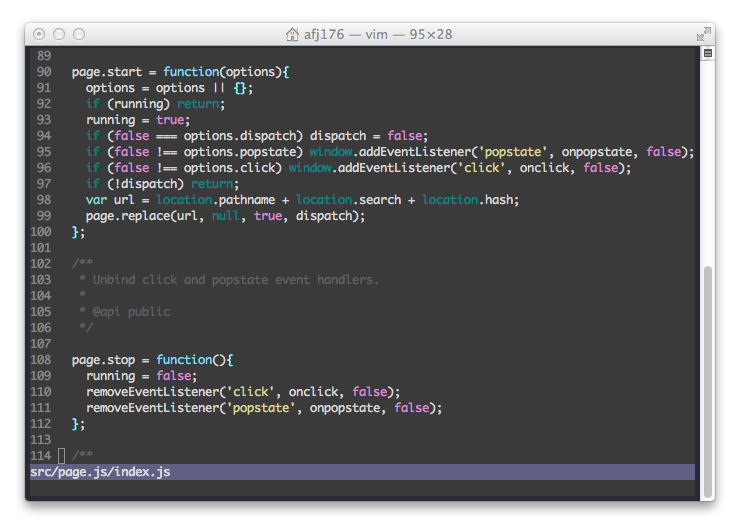 afj176 — vim — 95×28
89
90 page.start = function(options){
91 options = options || {};
92 if (running) return;
93 running = true;
94 if (false === options.dispatch) dispatch = false;
95 if (false !== options.popstate) window.addEventListener('popstate', onpopstate, false);
96 if (false !== options.click) window.addEventListener('click', onclick, false);
97 if (!dispatch) return;
98 var url = location.pathname + location.search + location.hash;
99 page.replace(url, null, true, dispatch);
100 };
101
102 /**
103 * Unbind click and popstate event handlers.
104 *
105 * @api public
106 */
107
108 page.stop = function(){
109 running = false;
110 removeEventListener('click', onclick, false);
111 removeEventListener('popstate', onpopstate, false);
112 };
113
114 /**
src/page.js/index.js